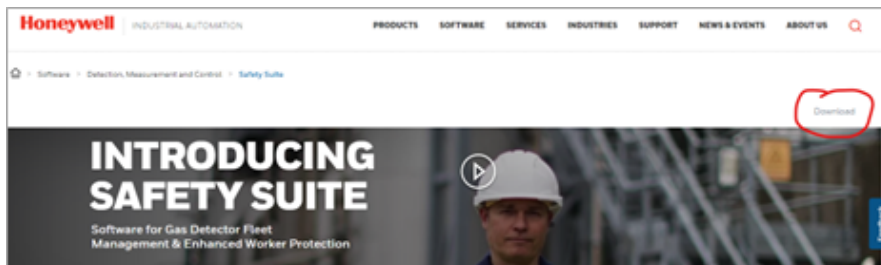 Honeywell | INDUSTRIAL AUTOMATION PRODUCTS SOFTWARE SERVICES INDUSTRIES SUPPORT NEWS & EVENTS ABOUT US
> Software > Detection, Measurement and Control > Safety Suite
Download
INTRODUCING
SAFETY SUITE
Software for Gas Detector Fleet
Management & Enhanced Worker Protection
Feedback